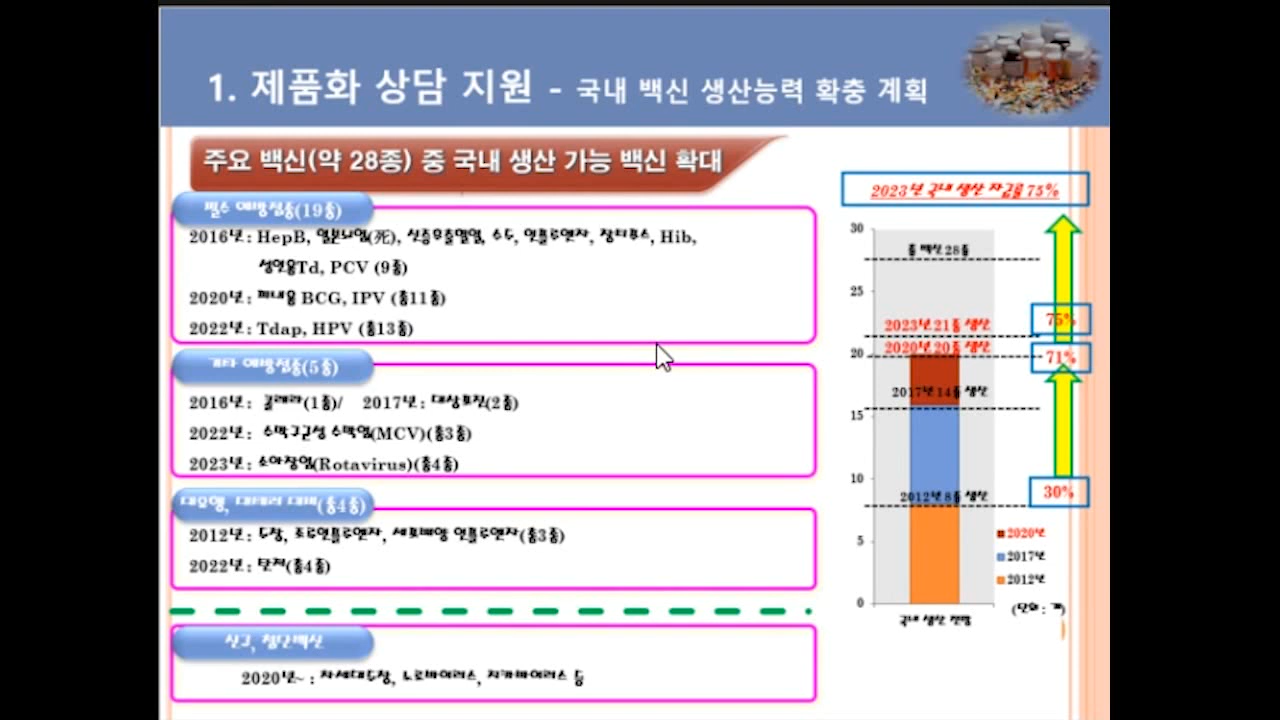 1. 제품화 상담 지원 - 국내 백신 생산능력 확충 계획
주요 백신(약 28종) 중 국내 생산 가능 백신 확대
필수 예방접종(19종)
2016년: HepB, 일본뇌염(死), 신증후출혈열, 수두, 인플루엔자, 장티푸스, Hib,
성인용Td, PCV (9종)
2020년: 피내용 BCG, IPV (총11종)
2022년: Tdap, HPV (총13종)
기타 예방접종(5종)
2016년: 콜레라(1종)/ 2017년: 대상포진(2종)
2022년: 수막구균성 수막염(MCV)(총3종)
2023년: 소아장염(Rotavirus)(총4종)
대유행, 대테러 대비(총4종)
2012년: 두창, 조류인플루엔자, 세포배양 인플루엔자(총3종)
2022년: 탄저(총4종)
신규, 첨단백신
2020년~ : 차세대두창, 노로바이러스, 지카바이러스 등
2023년 국내 생산 자급률 75%
30
총 백신 28종
25
2023년 21종 생산
75%
2020년 20종 생산
20
71%
2017년 14종 생산
15
10
2012년 8종 생산
30%
5
0
2020년
2017년
2012년
국내 생산 전망
(단위 : 개)